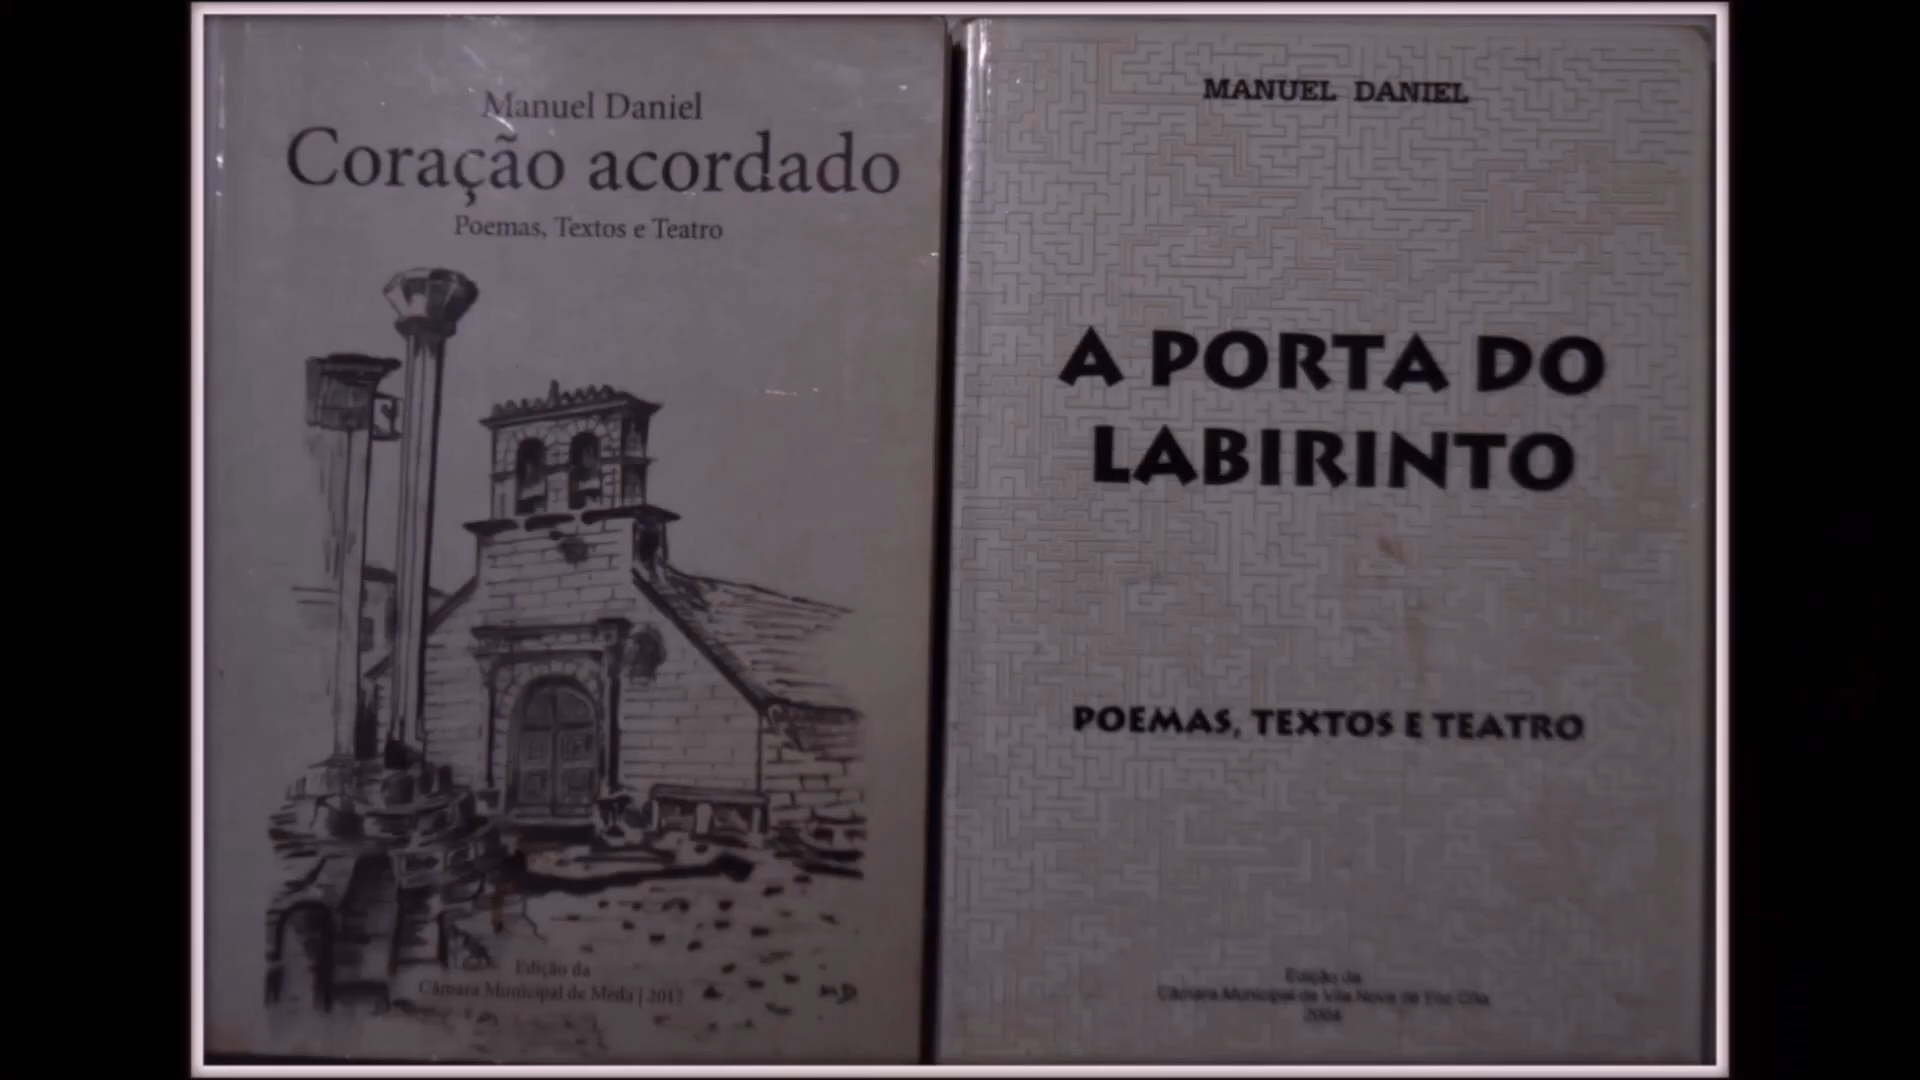 Manuel Daniel
Coração acordado
Poemas, Textos e Teatro
Edição da
Câmara Municipal de Meda | 2012
MANUEL DANIEL
A PORTA DO
LABIRINTO
POEMAS, TEXTOS E TEATRO
Edição da
Câmara Municipal de Vila Nova de Foz Côa
2004